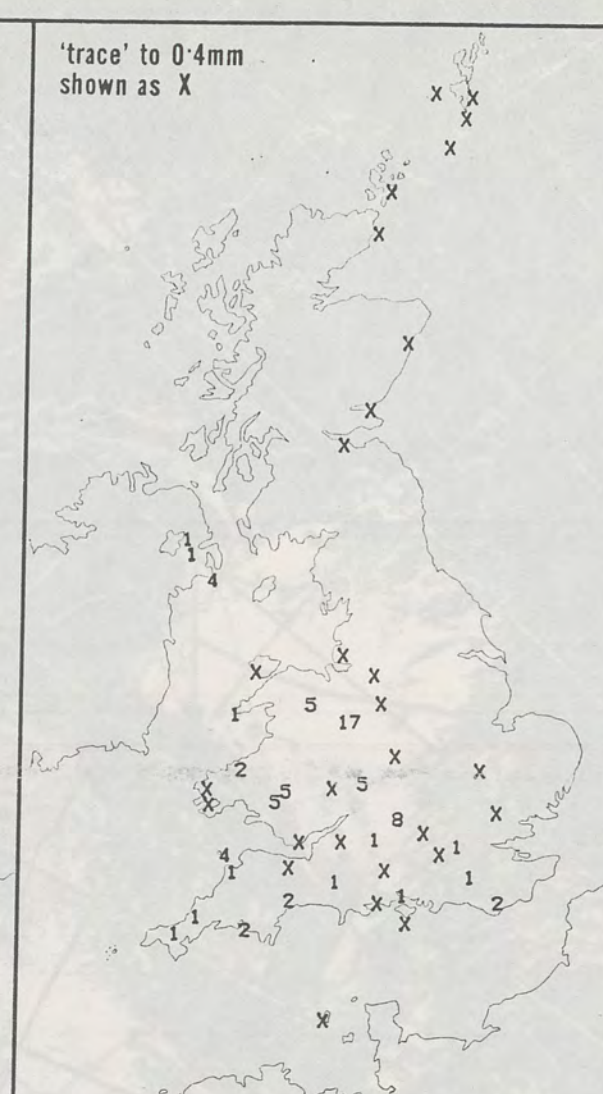 'trace' to 0·4mm
shown as X
X X
X
X
X
X
X
X
X
1
1
4
X
X X
5 X
1 17
2 X X
X 5 X 5
X 5
8 X
X X 1 X 1
4 X
1 X X 1
1
2 X 1 2
1 X
1 2
X